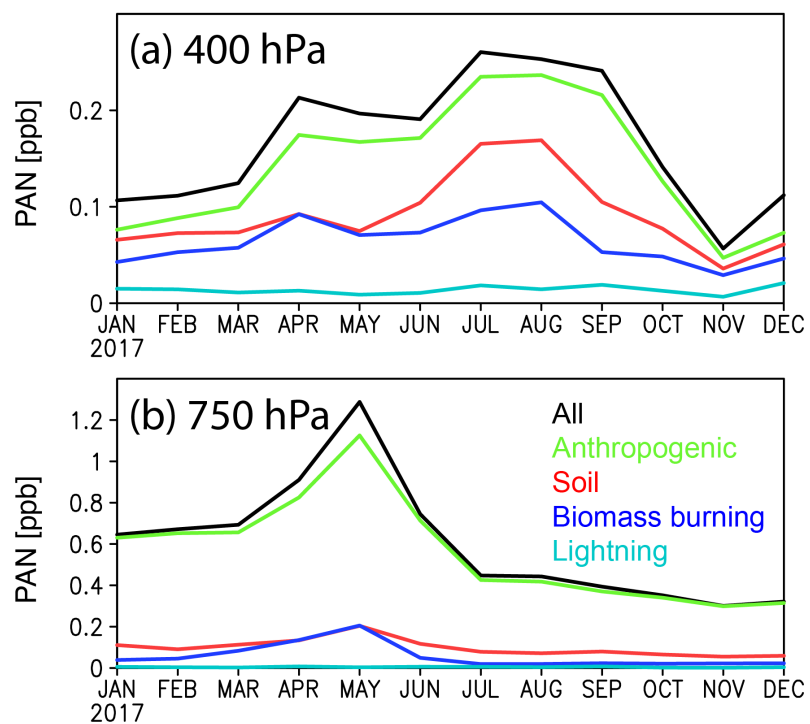 (a) 400 hPa
PAN [ppb]
0.2
0.1
0
JAN FEB MAR APR MAY JUN JUL AUG SEP OCT NOV DEC
2017
(b) 750 hPa
PAN [ppb]
1.2
1
0.8
0.6
0.4
0.2
0
All
Anthropogenic
Soil
Biomass burning
Lightning
JAN FEB MAR APR MAY JUN JUL AUG SEP OCT NOV DEC
2017